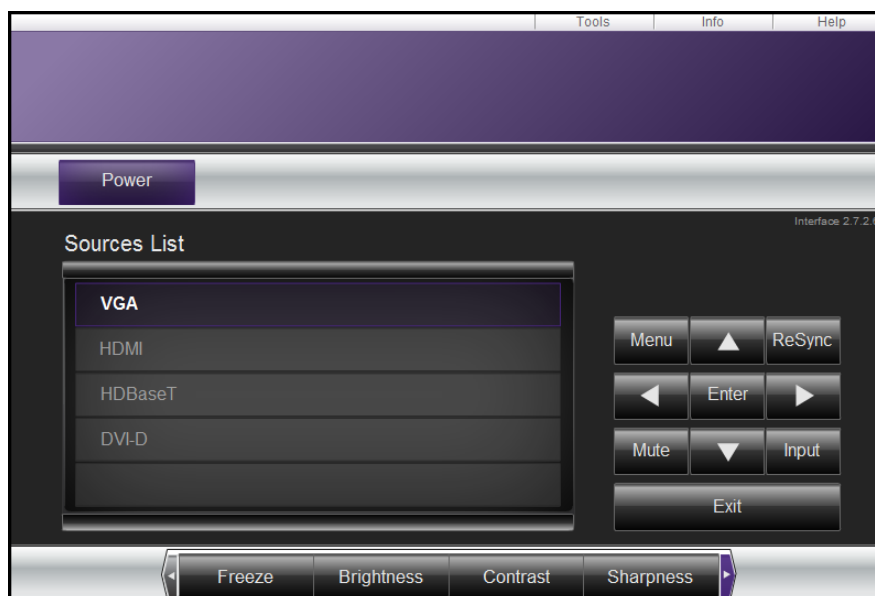 Tools Info Help
Power
Interface 2.7.2.6
Sources List
VGA
HDMI
HDBaseT
DVI-D
Menu ReSync
Enter
Mute Input
Exit
Freeze Brightness Contrast Sharpness